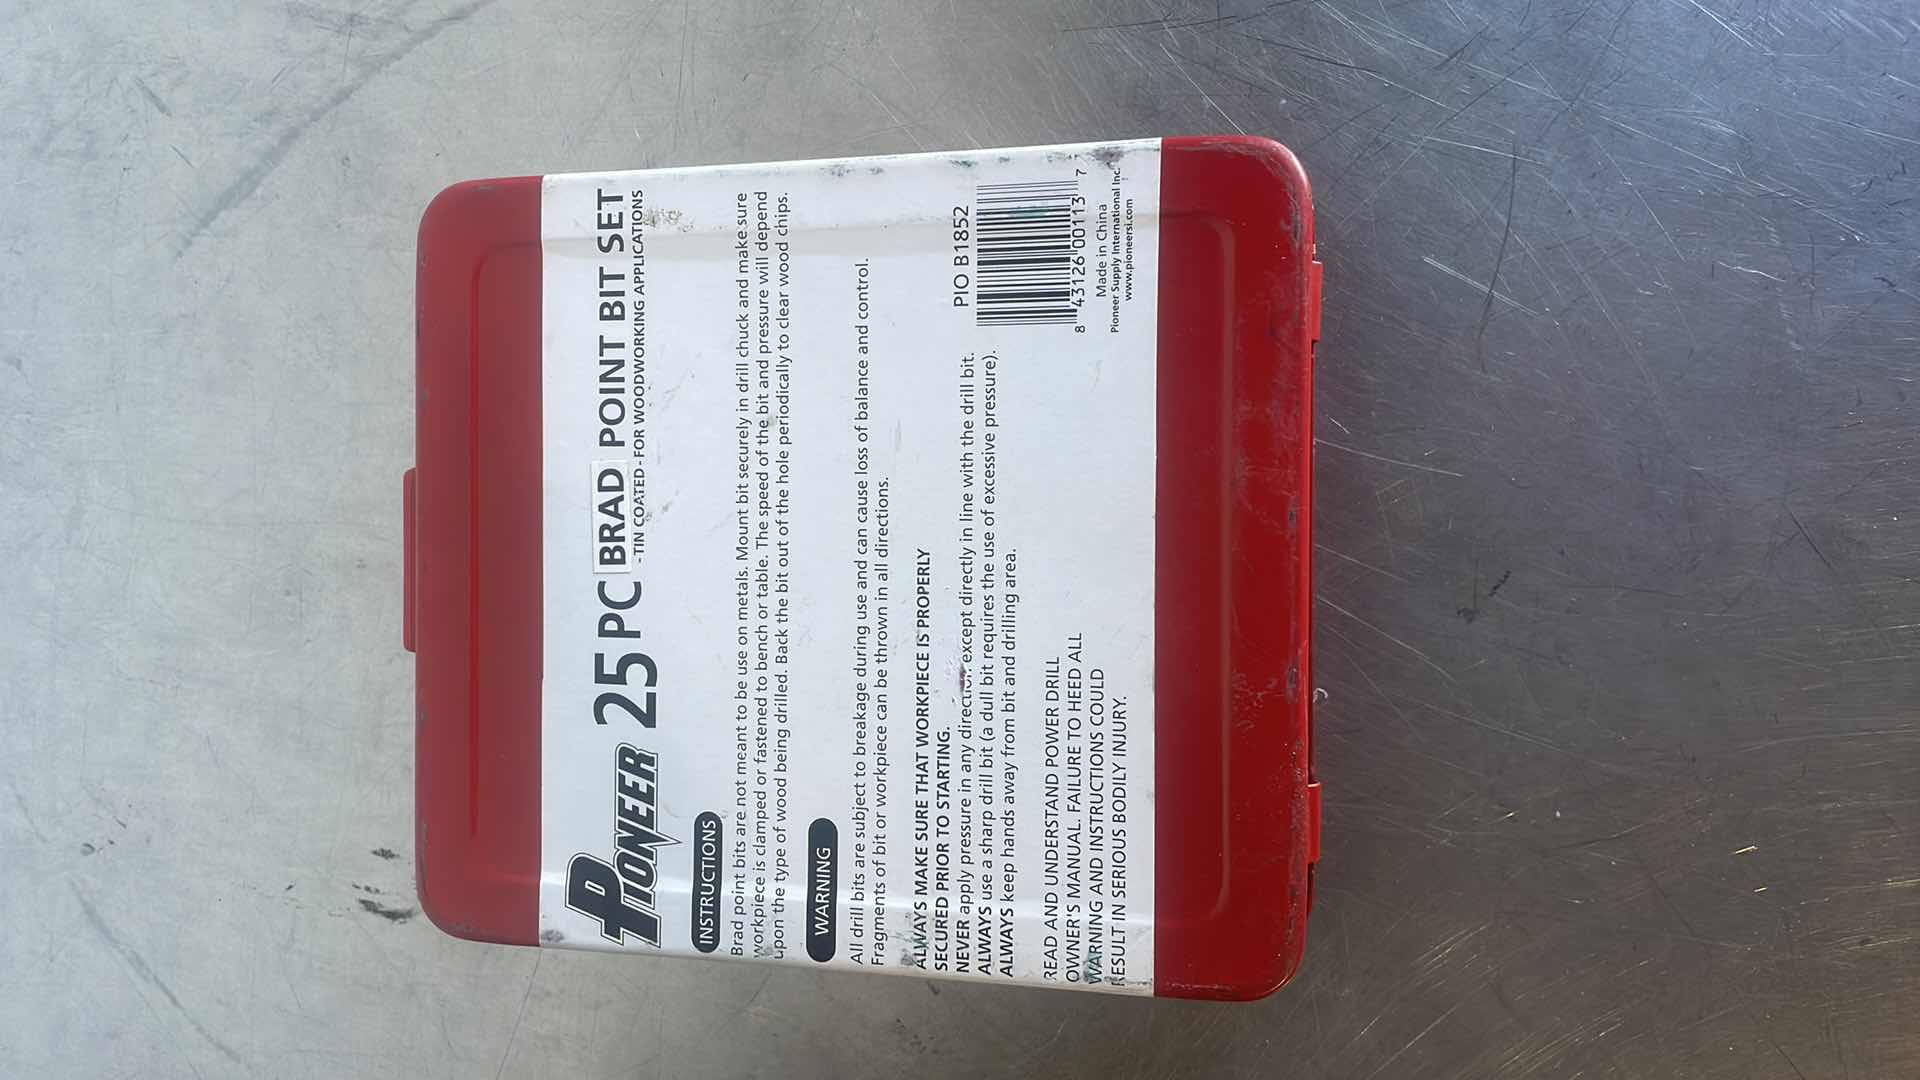 PIONEER 25 PC BRAD POINT BIT SET
- TIN COATED - FOR WOODWORKING APPLICATIONS
INSTRUCTIONS
Brad point bits are not meant to be use on metals. Mount bit securely in drill chuck and make sure
workpiece is clamped or fastened to bench or table. The speed of the bit and pressure will depend
upon the type of wood being drilled. Back the bit out of the hole periodically to clear wood chips.
WARNING
All drill bits are subject to breakage during use and can cause loss of balance and control.
Fragments of bit or workpiece can be thrown in all directions.
ALWAYS MAKE SURE THAT WORKPIECE IS PROPERLY
SECURED PRIOR TO STARTING.
NEVER apply pressure in any direction except directly in line with the drill bit.
ALWAYS use a sharp drill bit (a dull bit requires the use of excessive pressure).
ALWAYS keep hands away from bit and drilling area.
READ AND UNDERSTAND POWER DRILL
OWNER'S MANUAL. FAILURE TO HEED ALL
WARNING AND INSTRUCTIONS COULD
RESULT IN SERIOUS BODILY INJURY.
PIO B1852
8 43126 00113 7
Made in China
Pioneer Supply International Inc.
www.pioneersi.com